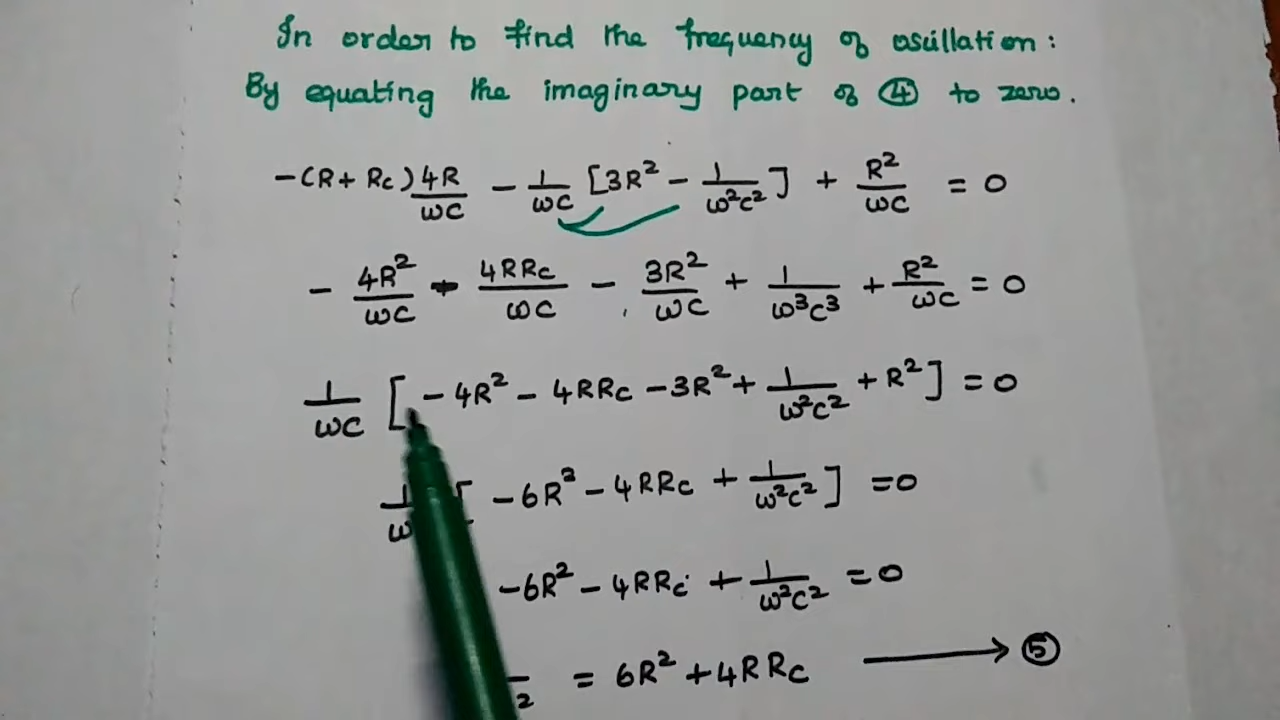 In order to find the frequency of oscillation :
By equating the imaginary part of ④ to zero .
-(R + Rc) 4R/ωC - 1/ωC [3R² - 1/ω²C²] + R²/ωC = 0
- 4R²/ωC - 4RRc/ωC - 3R²/ωC + 1/ω³C³ + R²/ωC = 0
1/ωC [ - 4R² - 4RRc - 3R² + 1/ω²C² + R² ] = 0
1/ω [ - 6R² - 4RRc + 1/ω²C² ] = 0
- 6R² - 4RRc + 1/ω²C² = 0
2 = 6R² + 4RRc ⟶ ⑤